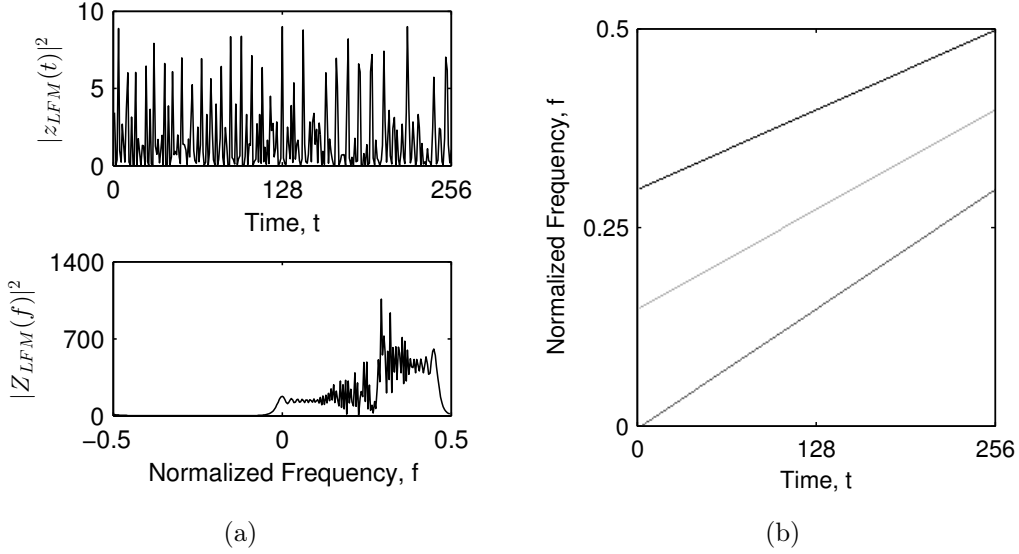 10
5
0
|z_{LFM}(t)|^2
0
128
256
Time, t
1400
700
0
|Z_{LFM}(f)|^2
−0.5
0
0.5
Normalized Frequency, f
(a)
0.5
0.25
0
Normalized Frequency, f
0
128
256
Time, t
(b)